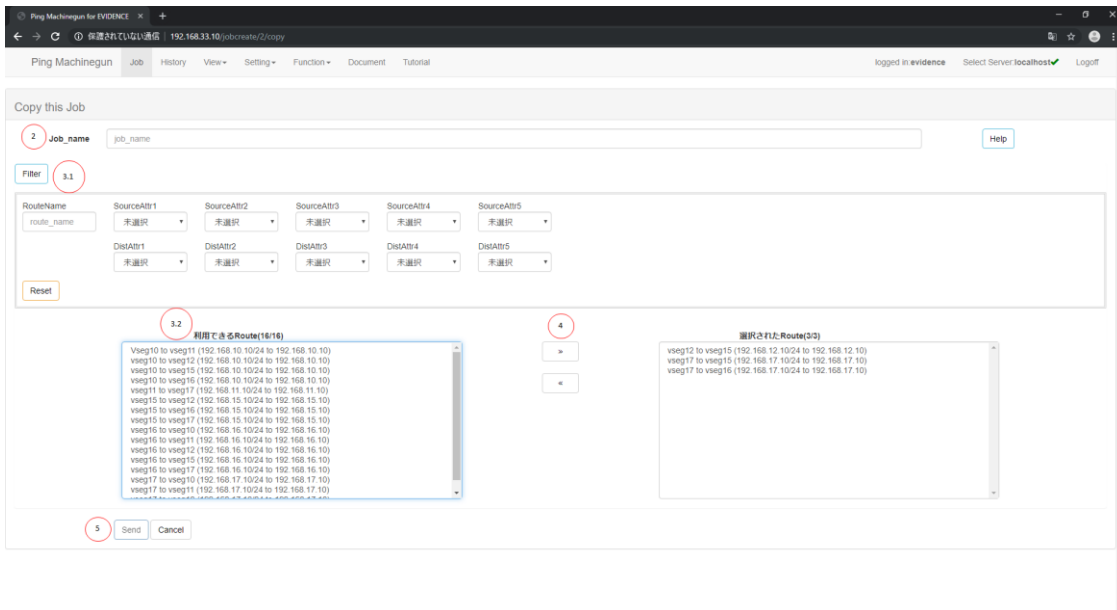 Ping Machinegun for EVIDENCE × +
保護されていない通信 | 192.168.33.10/jobcreate/2/copy
Ping Machinegun Job History View Setting Function Document Tutorial logged in:evidence Select Server:localhost✔ Logoff
Copy this Job
2 Job_name job_name Help
Filter 3.1
RouteName SourceAttr1 SourceAttr2 SourceAttr3 SourceAttr4 SourceAttr5
route_name 未選択 未選択 未選択 未選択 未選択
DistAttr1 DistAttr2 DistAttr3 DistAttr4 DistAttr5
未選択 未選択 未選択 未選択 未選択
Reset
3.2
利用できるRoute(16/16)
Vseg10 to vseg11 (192.168.10.10/24 to 192.168.10.10)
vseg10 to vseg12 (192.168.10.10/24 to 192.168.10.10)
vseg10 to vseg15 (192.168.10.10/24 to 192.168.10.10)
vseg10 to vseg16 (192.168.10.10/24 to 192.168.10.10)
vseg11 to vseg17 (192.168.11.10/24 to 192.168.11.10)
vseg15 to vseg12 (192.168.15.10/24 to 192.168.15.10)
vseg15 to vseg16 (192.168.15.10/24 to 192.168.15.10)
vseg15 to vseg17 (192.168.15.10/24 to 192.168.15.10)
vseg16 to vseg10 (192.168.16.10/24 to 192.168.16.10)
vseg16 to vseg11 (192.168.16.10/24 to 192.168.16.10)
vseg16 to vseg12 (192.168.16.10/24 to 192.168.16.10)
vseg16 to vseg15 (192.168.16.10/24 to 192.168.16.10)
vseg16 to vseg17 (192.168.16.10/24 to 192.168.16.10)
vseg17 to vseg10 (192.168.17.10/24 to 192.168.17.10)
vseg17 to vseg11 (192.168.17.10/24 to 192.168.17.10)
4
»
«
選択されたRoute(3/3)
vseg12 to vseg15 (192.168.12.10/24 to 192.168.12.10)
vseg17 to vseg15 (192.168.17.10/24 to 192.168.17.10)
vseg17 to vseg16 (192.168.17.10/24 to 192.168.17.10)
5 Send Cancel